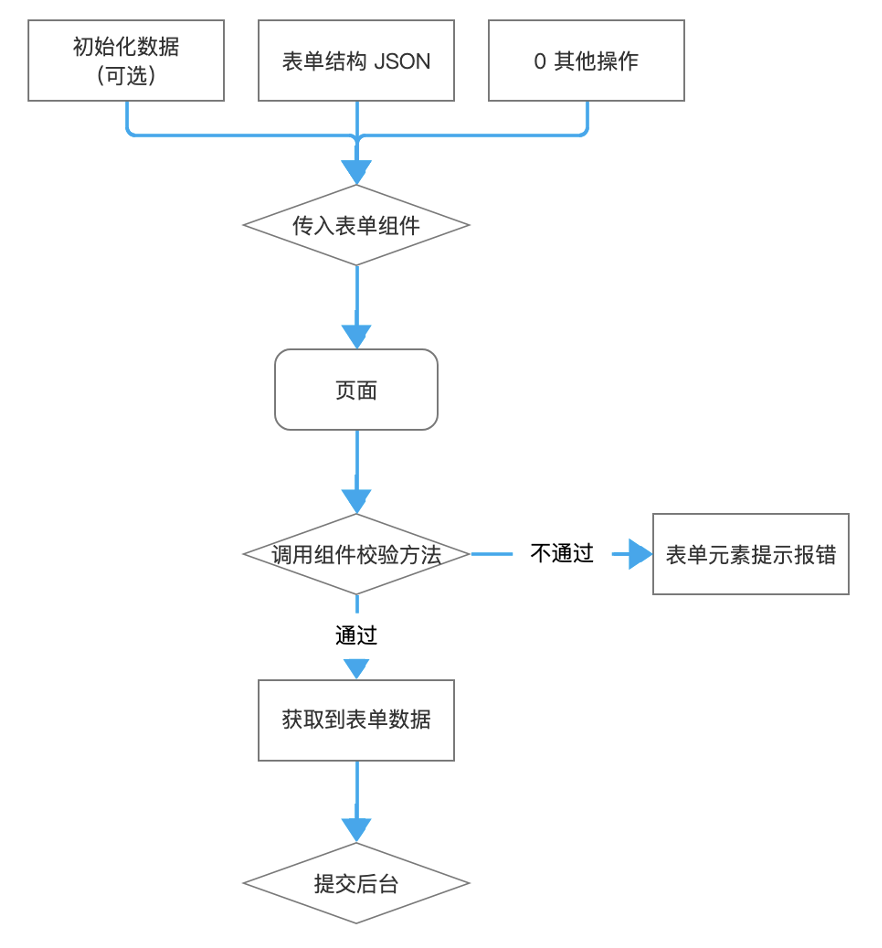 初始化数据
(可选)
表单结构 JSON
0 其他操作
传入表单组件
页面
调用组件校验方法
不通过
表单元素提示报错
通过
获取到表单数据
提交后台